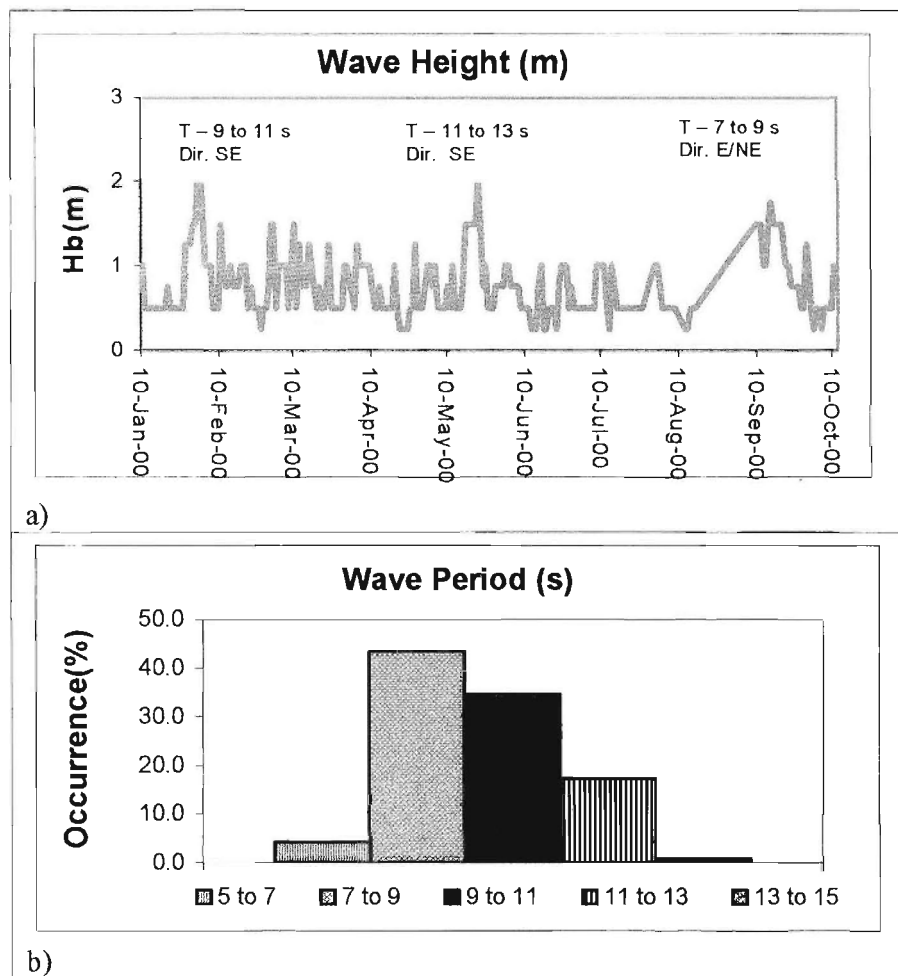 Wave Height (m)
3
2
1
0
Hb(m)
T – 9 to 11 s
Dir. SE
T – 11 to 13 s
Dir. SE
T – 7 to 9 s
Dir. E/NE
10-Jan-00
10-Feb-00
10-Mar-00
10-Apr-00
10-May-00
10-Jun-00
10-Jul-00
10-Aug-00
10-Sep-00
10-Oct-00
a)
Wave Period (s)
50.0
40.0
30.0
20.0
10.0
0.0
Occurrence(%)
5 to 7 7 to 9 9 to 11 11 to 13 13 to 15
b)